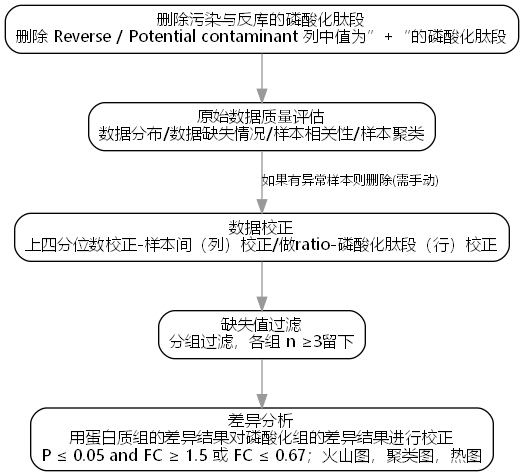 删除污染与反库的磷酸化肽段
删除 Reverse / Potential contaminant 列中值为”+“的磷酸化肽段
原始数据质量评估
数据分布/数据缺失情况/样本相关性/样本聚类
如果有异常样本则删除(需手动)
数据校正
上四分位数校正-样本间（列）校正/做ratio-磷酸化肽段（行）校正
缺失值过滤
分组过滤，各组 n ≥3留下
差异分析
用蛋白质组的差异结果对磷酸化组的差异结果进行校正
P ≤ 0.05 and FC ≥ 1.5 或 FC ≤ 0.67；火山图，聚类图，热图